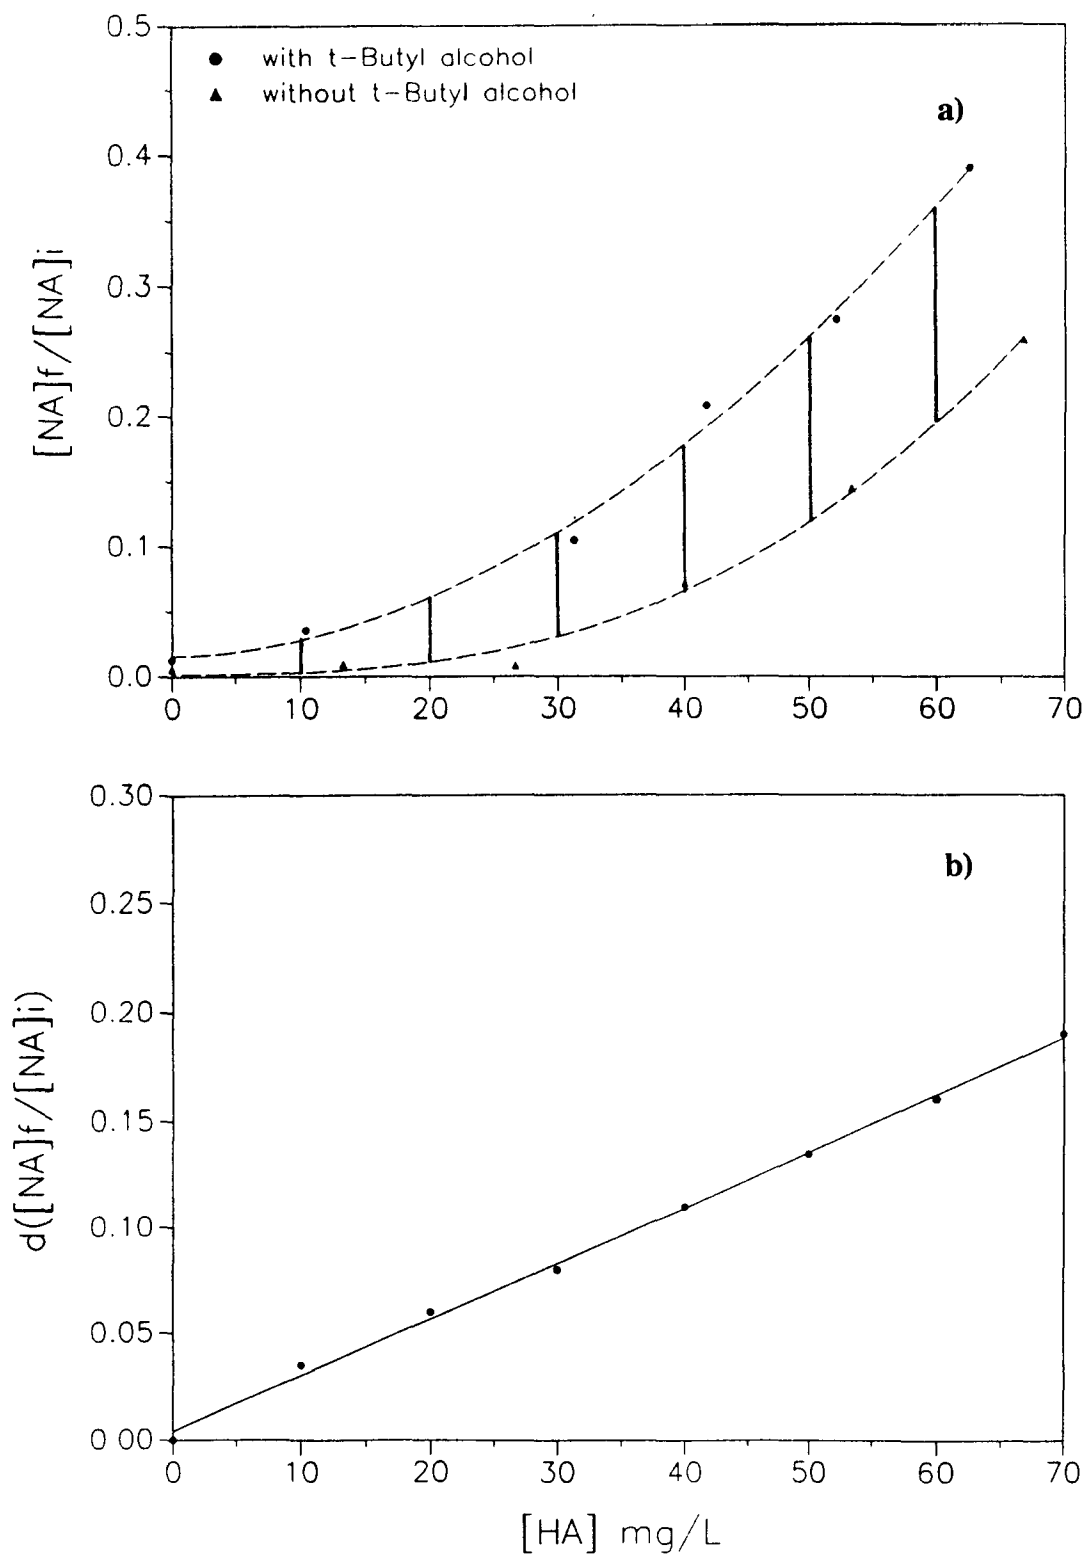 0.5
with t-Butyl alcohol
without t-Butyl alcohol
a)
0.4
0.3
0.2
0.1
0.0
[NA]f/[NA]i
0 10 20 30 40 50 60 70
0.30
b)
0.25
0.20
0.15
0.10
0.05
0 00
d([NA]f/[NA]i)
0 10 20 30 40 50 60 70
[HA] mg/L